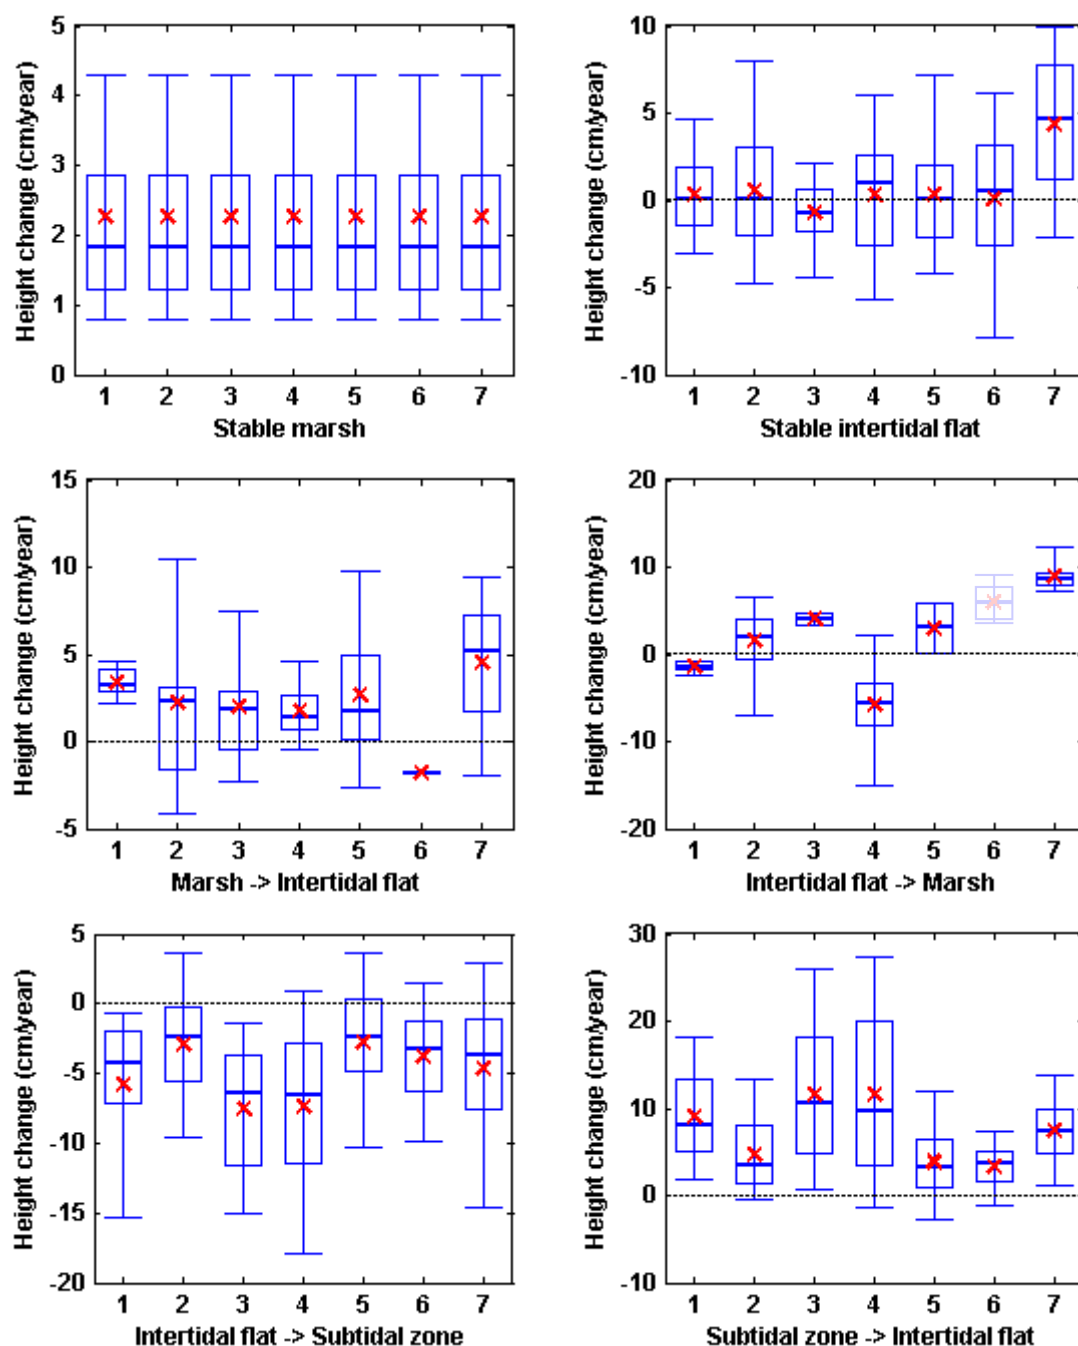 5
4
3
2
1
0
Height change (cm/year)
1 2 3 4 5 6 7
Stable marsh
10
5
0
-5
-10
Height change (cm/year)
1 2 3 4 5 6 7
Stable intertidal flat
15
10
5
0
-5
Height change (cm/year)
1 2 3 4 5 6 7
Marsh -> Intertidal flat
20
10
0
-10
-20
Height change (cm/year)
1 2 3 4 5 6 7
Intertidal flat -> Marsh
5
0
-5
-10
-15
-20
Height change (cm/year)
1 2 3 4 5 6 7
Intertidal flat -> Subtidal zone
30
20
10
0
-10
Height change (cm/year)
1 2 3 4 5 6 7
Subtidal zone -> Intertidal flat